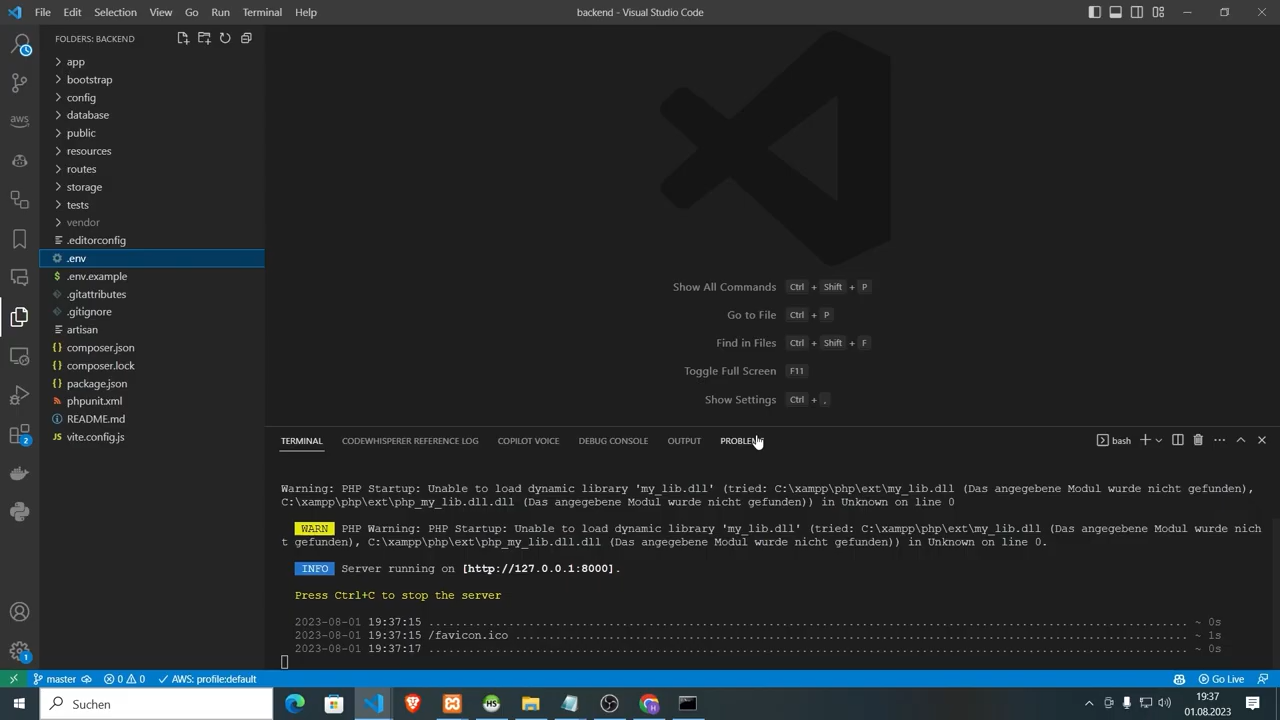 File Edit Selection View Go Run Terminal Help
backend - Visual Studio Code
FOLDERS: BACKEND
app
bootstrap
config
database
public
resources
routes
storage
tests
vendor
.editorconfig
.env
$ .env.example
.gitattributes
.gitignore
artisan
{} composer.json
{} composer.lock
{} package.json
phpunit.xml
README.md
JS vite.config.js
aws
2
1
Show All Commands Ctrl + Shift + P
Go to File Ctrl + P
Find in Files Ctrl + Shift + F
Toggle Full Screen F11
Show Settings Ctrl + .
TERMINAL CODEWHISPERER REFERENCE LOG COPILOT VOICE DEBUG CONSOLE OUTPUT PROBLEMS
bash
Warning: PHP Startup: Unable to load dynamic library 'my_lib.dll' (tried: C:\xampp\php\ext\my_lib.dll (Das angegebene Modul wurde nicht gefunden),
C:\xampp\php\ext\php_my_lib.dll.dll (Das angegebene Modul wurde nicht gefunden)) in Unknown on line 0
WARN PHP Warning: PHP Startup: Unable to load dynamic library 'my_lib.dll' (tried: C:\xampp\php\ext\my_lib.dll (Das angegebene Modul wurde nich
t gefunden), C:\xampp\php\ext\php_my_lib.dll.dll (Das angegebene Modul wurde nicht gefunden)) in Unknown on line 0.
INFO Server running on [http://127.0.0.1:8000].
Press Ctrl+C to stop the server
2023-08-01 19:37:15 ........................................ ~ 0s
2023-08-01 19:37:15 /favicon.ico ........................................ ~ 1s
2023-08-01 19:37:17 ........................................ ~ 0s
master 0 0 AWS: profile:default
Go Live
Suchen
HS
19:37
01.08.2023